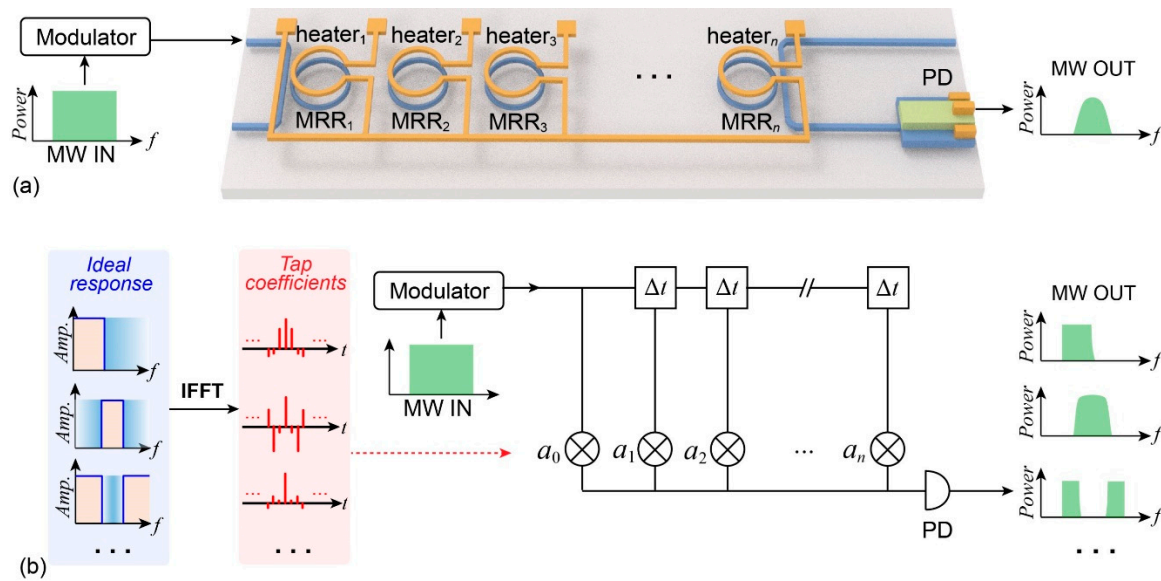 (a)
Modulator
Power
MW IN
f
heater₁
heater₂
heater₃
heaterₙ
MRR₁
MRR₂
MRR₃
...
MRRₙ
PD
MW OUT
Power
f
(b)
Ideal
response
Amp.
f
Amp.
f
Amp.
f
...
IFFT
Tap
coefficients
... ...
t
... ...
t
... ...
t
...
Modulator
MW IN
Δt
Δt
//
Δt
a₀
a₁
a₂
...
aₙ
PD
MW OUT
Power
f
Power
f
Power
f
...